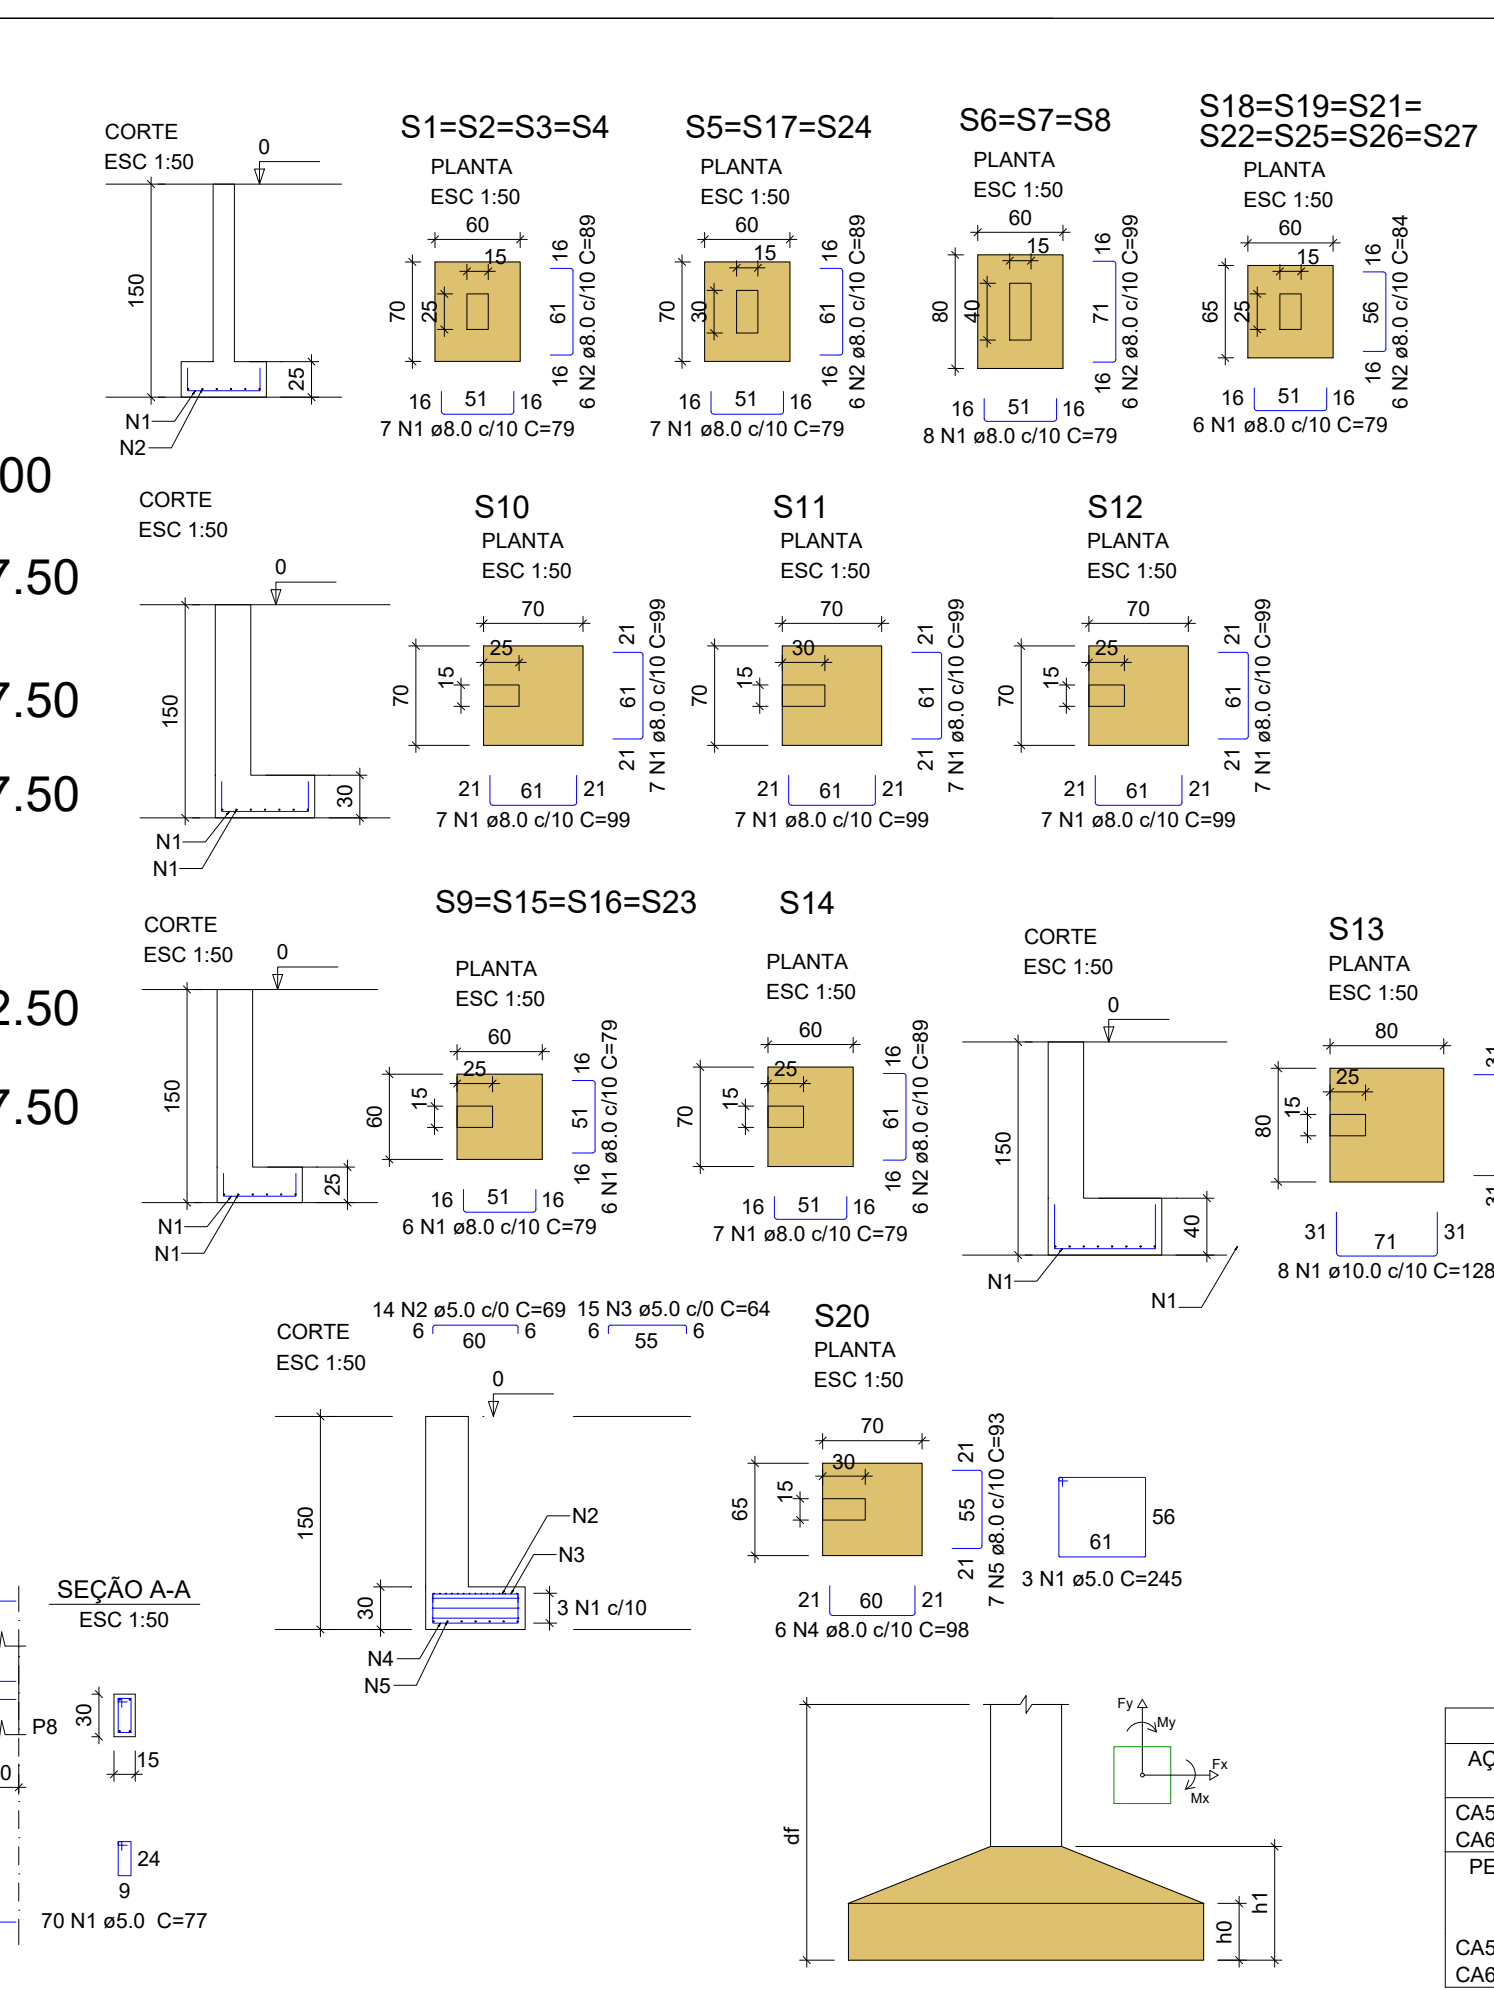 CORTE
ESC 1:50
0
150
25
N1
N2
S1=S2=S3=S4
PLANTA
ESC 1:50
60
15
70
25
16
61
16
6 N2 ø8.0 c/10 C=89
16
51
16
7 N1 ø8.0 c/10 C=79
S5=S17=S24
PLANTA
ESC 1:50
60
15
70
30
16
61
16
6 N2 ø8.0 c/10 C=89
16
51
16
7 N1 ø8.0 c/10 C=79
S6=S7=S8
PLANTA
ESC 1:50
60
15
80
40
16
71
16
6 N2 ø8.0 c/10 C=99
16
51
16
8 N1 ø8.0 c/10 C=79
S18=S19=S21=
S22=S25=S26=S27
PLANTA
ESC 1:50
60
15
65
25
16
56
16
6 N2 ø8.0 c/10 C=84
16
51
16
6 N1 ø8.0 c/10 C=79
00
7.50
7.50
7.50
2.50
7.50
CORTE
ESC 1:50
0
150
30
N1
N1
S10
PLANTA
ESC 1:50
70
25
15
70
21
61
21
7 N1 ø8.0 c/10 C=99
21
61
21
7 N1 ø8.0 c/10 C=99
S11
PLANTA
ESC 1:50
70
30
15
70
21
61
21
7 N1 ø8.0 c/10 C=99
21
61
21
7 N1 ø8.0 c/10 C=99
S12
PLANTA
ESC 1:50
70
25
15
70
21
61
21
7 N1 ø8.0 c/10 C=99
21
61
21
7 N1 ø8.0 c/10 C=99
CORTE
ESC 1:50
0
150
25
N1
N1
S9=S15=S16=S23
PLANTA
ESC 1:50
60
25
15
60
16
51
16
6 N1 ø8.0 c/10 C=79
16
51
16
6 N1 ø8.0 c/10 C=79
S14
PLANTA
ESC 1:50
60
25
15
70
16
61
16
6 N2 ø8.0 c/10 C=89
16
51
16
7 N1 ø8.0 c/10 C=79
CORTE
ESC 1:50
0
150
40
N1
N1
S13
PLANTA
ESC 1:50
80
25
15
80
31
31
31
71
31
8 N1 ø10.0 c/10 C=128
14 N2 ø5.0 c/0 C=69
6
60
6
15 N3 ø5.0 c/0 C=64
6
55
6
CORTE
ESC 1:50
0
150
30
N2
N3
3 N1 c/10
N4
N5
S20
PLANTA
ESC 1:50
70
30
15
65
21
55
21
7 N5 ø8.0 c/10 C=93
21
60
21
6 N4 ø8.0 c/10 C=98
56
61
3 N1 ø5.0 C=245
SEÇÃO A-A
ESC 1:50
P8
0
30
15
24
9
70 N1 ø5.0 C=77
df
h0
h1
Fy
My
Fx
Mx
AÇ
CA5
CA6
PE
CA5
CA6